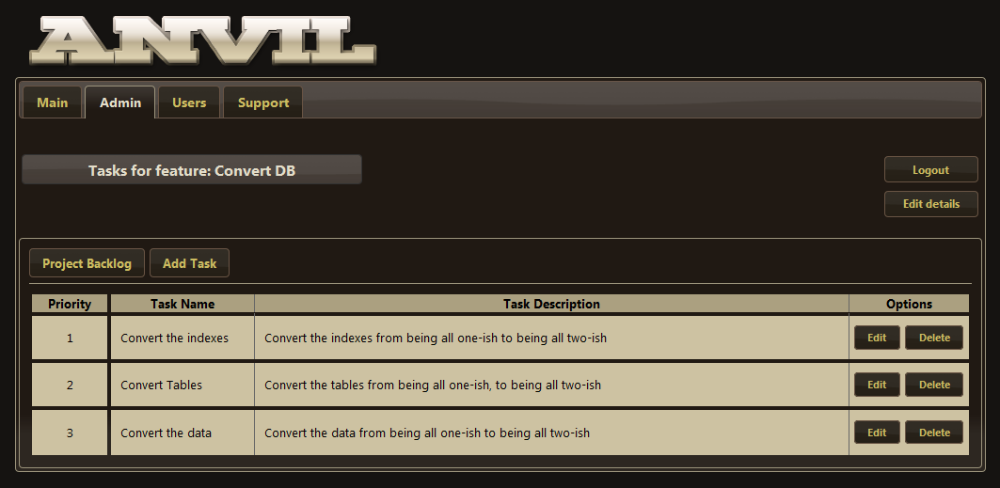 ANVIL
Main Admin Users Support
Tasks for feature: Convert DB
Logout
Edit details
Project Backlog Add Task
Priority Task Name Task Description Options
1 Convert the indexes Convert the indexes from being all one-ish to being all two-ish Edit Delete
2 Convert Tables Convert the tables from being all one-ish, to being all two-ish Edit Delete
3 Convert the data Convert the data from being all one-ish to being all two-ish Edit Delete